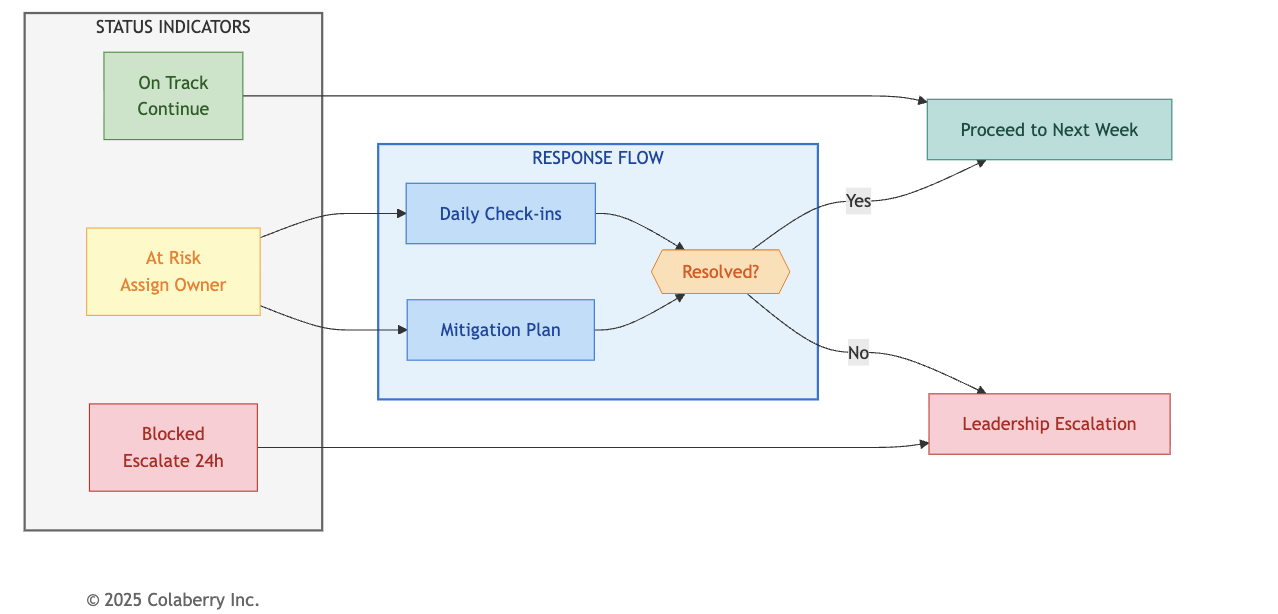 STATUS INDICATORS
On Track
Continue
At Risk
Assign Owner
Blocked
Escalate 24h
RESPONSE FLOW
Daily Check-ins
Mitigation Plan
Resolved?
Yes
No
Proceed to Next Week
Leadership Escalation
© 2025 Colaberry Inc.